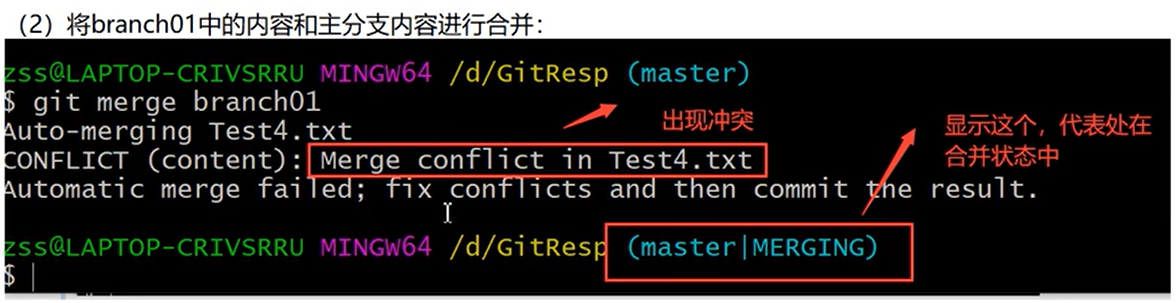 （2）将branch01中的内容和主分支内容进行合并：
zss@LAPTOP-CRIVSRRU MINGW64 /d/GitResp (master)
$ git merge branch01
出现冲突
Auto-merging Test4.txt
显示这个，代表处在
合并状态中
CONFLICT (content): Merge conflict in Test4.txt
Automatic merge failed; fix conflicts and then commit the result.
zss@LAPTOP-CRIVSRRU MINGW64 /d/GitResp (master|MERGING)
$